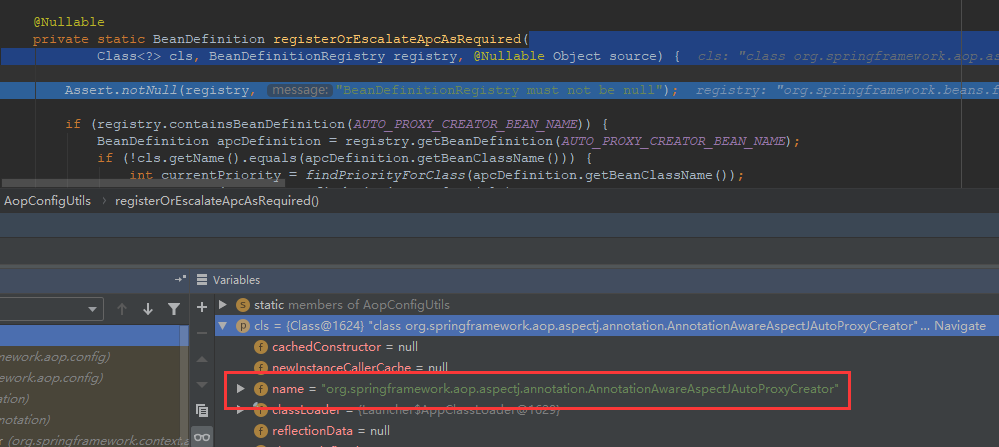 @Nullable
private static BeanDefinition registerOrEscalateApcAsRequired(
Class<?> cls, BeanDefinitionRegistry registry, @Nullable Object source) { cls: "class org.springframework.aop.as
Assert.notNull(registry, message: "BeanDefinitionRegistry must not be null"); registry: "org.springframework.beans.f
if (registry.containsBeanDefinition(AUTO_PROXY_CREATOR_BEAN_NAME)) {
BeanDefinition apcDefinition = registry.getBeanDefinition(AUTO_PROXY_CREATOR_BEAN_NAME);
if (!cls.getName().equals(apcDefinition.getBeanClassName())) {
int currentPriority = findPriorityForClass(apcDefinition.getBeanClassName());
AopConfigUtils › registerOrEscalateApcAsRequired()
Variables
static members of AopConfigUtils
cls = {Class@1624} "class org.springframework.aop.aspectj.annotation.AnnotationAwareAspectJAutoProxyCreator"... Navigate
cachedConstructor = null
mework.aop.config)
newInstanceCallerCache = null
mework.aop.config)
name = "org.springframework.aop.aspectj.annotation.AnnotationAwareAspectJAutoProxyCreator"
ation)
classLoader = {Launcher$AppClassLoader@1629}
notation)
reflectionData = null
r (org.springframework.context.a